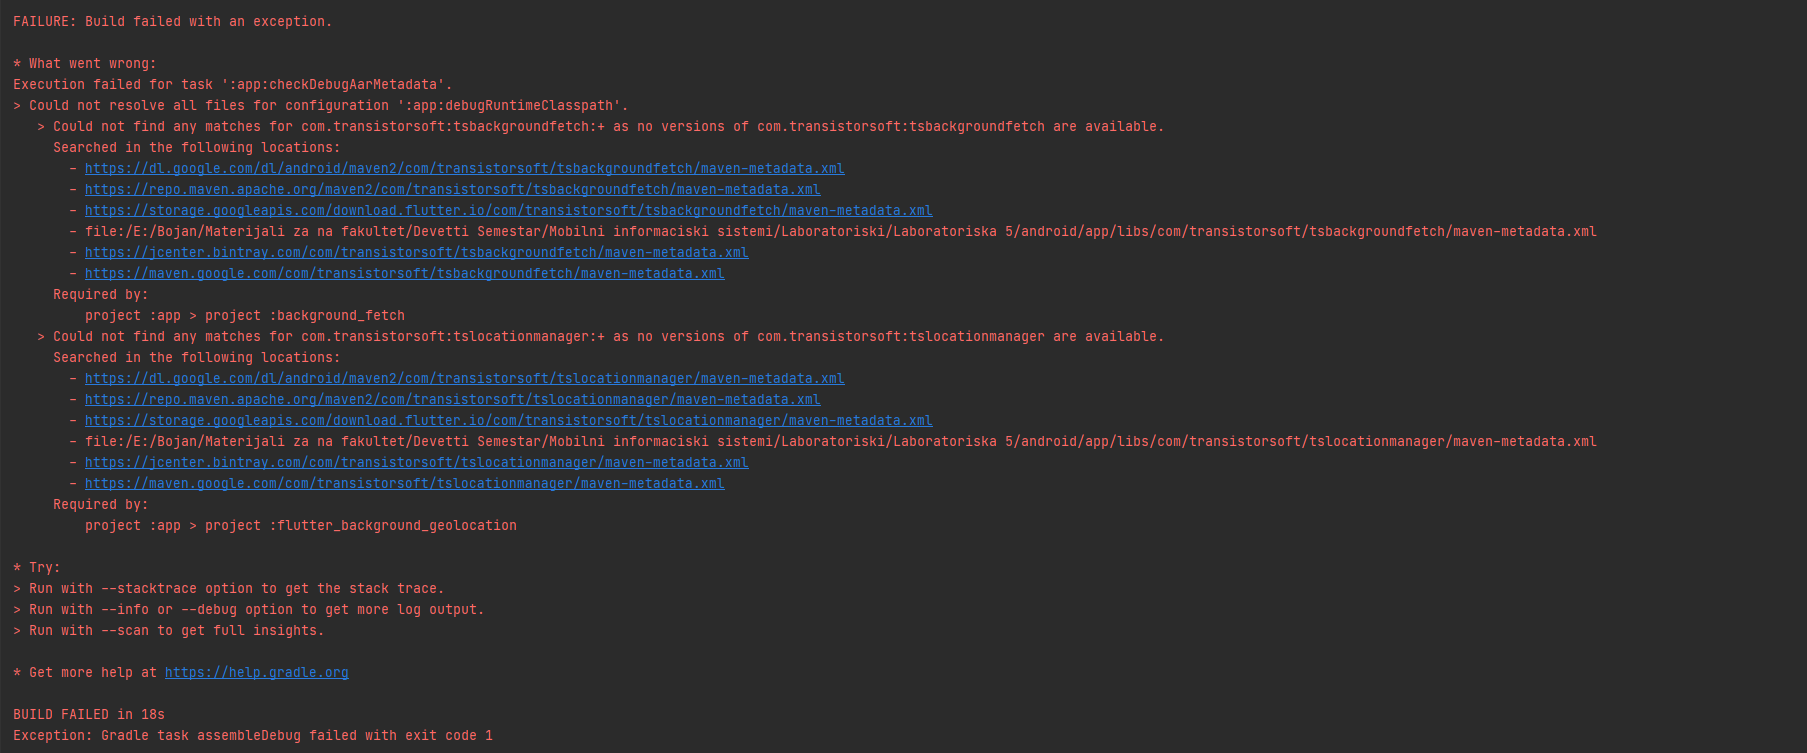 FAILURE: Build failed with an exception.
* What went wrong:
Execution failed for task ':app:checkDebugAarMetadata'.
> Could not resolve all files for configuration ':app:debugRuntimeClasspath'.
> Could not find any matches for com.transistorsoft:tsbackgroundfetch:+ as no versions of com.transistorsoft:tsbackgroundfetch are available.
Searched in the following locations:
- https://dl.google.com/dl/android/maven2/com/transistorsoft/tsbackgroundfetch/maven-metadata.xml
- https://repo.maven.apache.org/maven2/com/transistorsoft/tsbackgroundfetch/maven-metadata.xml
- https://storage.googleapis.com/download.flutter.io/com/transistorsoft/tsbackgroundfetch/maven-metadata.xml
- file:/E:/Bojan/Materijali za na fakultet/Devetti Semestar/Mobilni informaciski sistemi/Laboratoriski/Laboratoriska 5/android/app/libs/com/transistorsoft/tsbackgroundfetch/maven-metadata.xml
- https://jcenter.bintray.com/com/transistorsoft/tsbackgroundfetch/maven-metadata.xml
- https://maven.google.com/com/transistorsoft/tsbackgroundfetch/maven-metadata.xml
Required by:
project :app > project :background_fetch
> Could not find any matches for com.transistorsoft:tslocationmanager:+ as no versions of com.transistorsoft:tslocationmanager are available.
Searched in the following locations:
- https://dl.google.com/dl/android/maven2/com/transistorsoft/tslocationmanager/maven-metadata.xml
- https://repo.maven.apache.org/maven2/com/transistorsoft/tslocationmanager/maven-metadata.xml
- https://storage.googleapis.com/download.flutter.io/com/transistorsoft/tslocationmanager/maven-metadata.xml
- file:/E:/Bojan/Materijali za na fakultet/Devetti Semestar/Mobilni informaciski sistemi/Laboratoriski/Laboratoriska 5/android/app/libs/com/transistorsoft/tslocationmanager/maven-metadata.xml
- https://jcenter.bintray.com/com/transistorsoft/tslocationmanager/maven-metadata.xml
- https://maven.google.com/com/transistorsoft/tslocationmanager/maven-metadata.xml
Required by:
project :app > project :flutter_background_geolocation
* Try:
> Run with --stacktrace option to get the stack trace.
> Run with --info or --debug option to get more log output.
> Run with --scan to get full insights.
* Get more help at https://help.gradle.org
BUILD FAILED in 18s
Exception: Gradle task assembleDebug failed with exit code 1